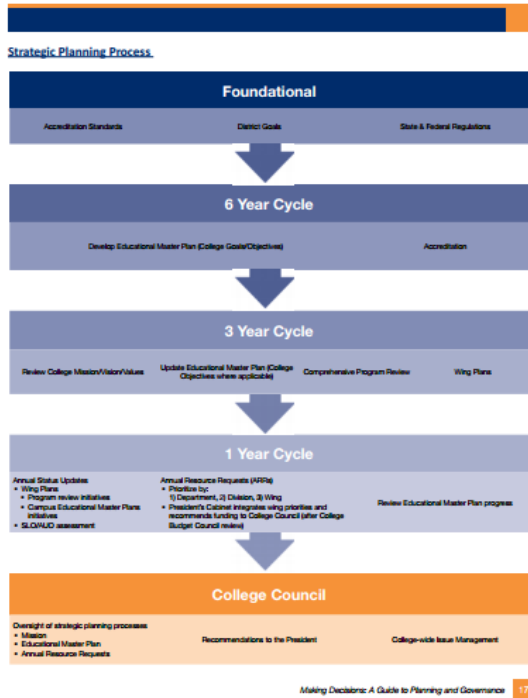 Strategic Planning Process
Foundational
Accreditation Standards
District Goals
State & Federal Regulations
6 Year Cycle
Develop Educational Master Plan (College Goals/Objectives)
Accreditation
3 Year Cycle
Review College Mission/Vision/Values
Update Educational Master Plan (College
Objectives where applicable)
Comprehensive Program Review
Wing Plans
1 Year Cycle
Annual Status Updates
• Wing Plans
• Program review initiatives
• Campus Educational Master Plans
initiatives
• SLO/AUO assessment
Annual Resource Requests (ARRs)
• Prioritize by:
1) Department, 2) Division, 3) Wing
• President's Cabinet integrates wing priorities and
recommends funding to College Council (after College
Budget Council review)
Review Educational Master Plan progress
College Council
Oversight of strategic planning processes
• Mission
• Educational Master Plan
• Annual Resource Requests
Recommendations to the President
College-wide Issue Management
Making Decisions: A Guide to Planning and Governance 17